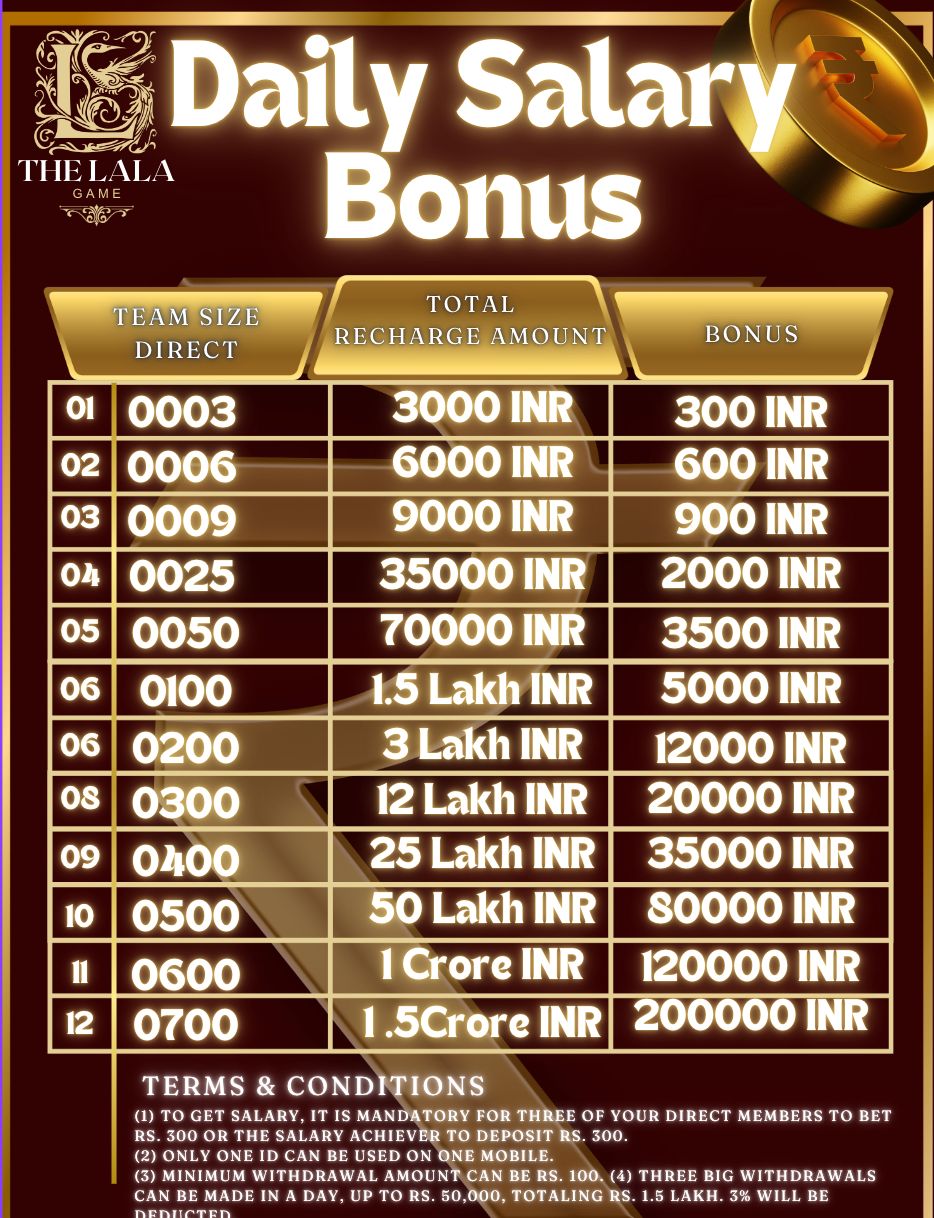 THE LALA
GAME
Daily Salary
Bonus
TEAM SIZE
DIRECT
TOTAL
RECHARGE AMOUNT
BONUS
01 0003 3000 INR 300 INR
02 0006 6000 INR 600 INR
03 0009 9000 INR 900 INR
04 0025 35000 INR 2000 INR
05 0050 70000 INR 3500 INR
06 0100 1.5 Lakh INR 5000 INR
06 0200 3 Lakh INR 12000 INR
08 0300 12 Lakh INR 20000 INR
09 0400 25 Lakh INR 35000 INR
10 0500 50 Lakh INR 80000 INR
11 0600 1 Crore INR 120000 INR
12 0700 1 .5Crore INR 200000 INR
TERMS & CONDITIONS
(1) TO GET SALARY, IT IS MANDATORY FOR THREE OF YOUR DIRECT MEMBERS TO BET
RS. 300 OR THE SALARY ACHIEVER TO DEPOSIT RS. 300.
(2) ONLY ONE ID CAN BE USED ON ONE MOBILE.
(3) MINIMUM WITHDRAWAL AMOUNT CAN BE RS. 100. (4) THREE BIG WITHDRAWALS
CAN BE MADE IN A DAY, UP TO RS. 50,000, TOTALING RS. 1.5 LAKH. 3% WILL BE
DEDUCTED